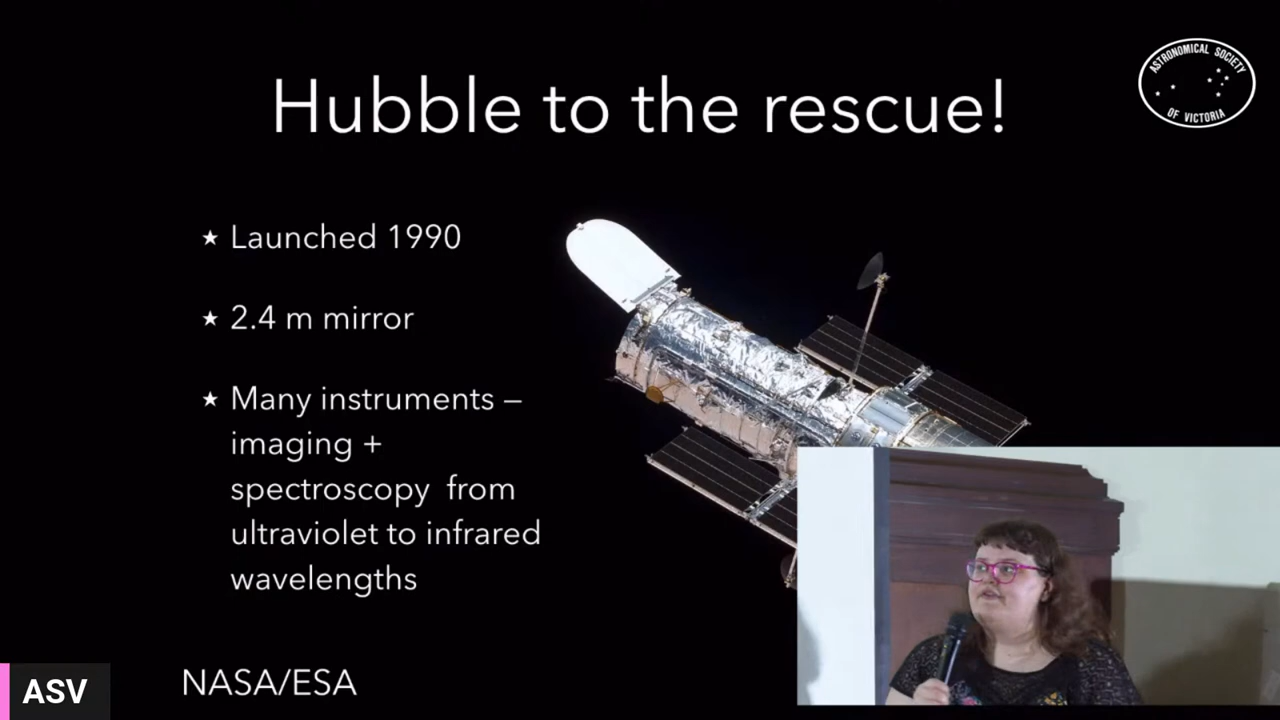 Hubble to the rescue!
ASTRONOMICAL SOCIETY
OF VICTORIA
★ Launched 1990
★ 2.4 m mirror
★ Many instruments –
imaging +
spectroscopy from
ultraviolet to infrared
wavelengths
NASA/ESA
ASV